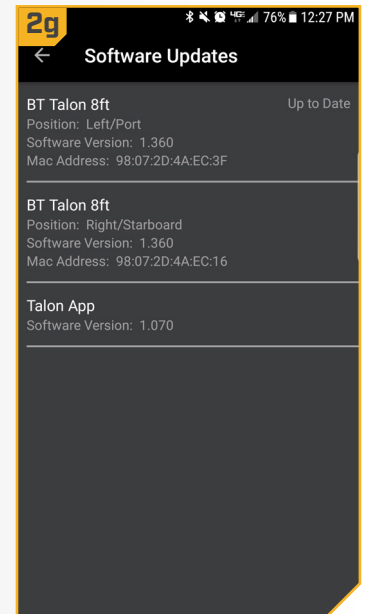 2g
4G 76% 12:27 PM
Software Updates
BT Talon 8ft Up to Date
Position: Left/Port
Software Version: 1.360
Mac Address: 98:07:2D:4A:EC:3F
BT Talon 8ft
Position: Right/Starboard
Software Version: 1.360
Mac Address: 98:07:2D:4A:EC:16
Talon App
Software Version: 1.070